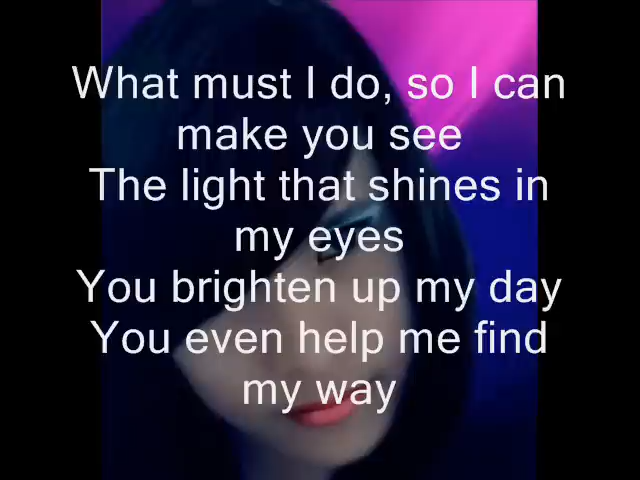 What must I do, so I can
make you see
The light that shines in
my eyes
You brighten up my day
You even help me find
my way